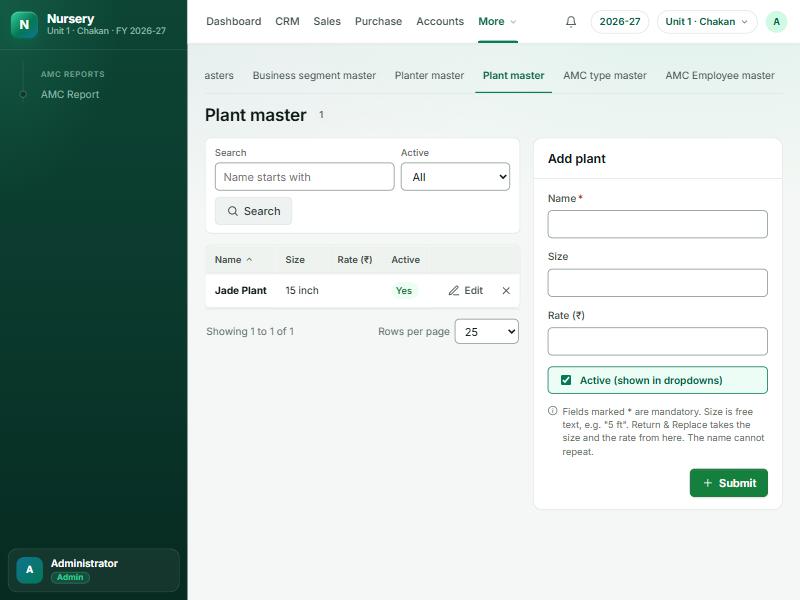 N
Nursery
Unit 1 · Chakan · FY 2026-27
AMC REPORTS
AMC Report
A
Administrator
Admin
Dashboard CRM Sales Purchase Accounts More
2026-27
Unit 1 · Chakan
A
asters Business segment master Planter master Plant master AMC type master AMC Employee master
Plant master 1
Search
Name starts with
Active
All
Search
Name Size Rate (₹) Active
Jade Plant 15 inch Yes Edit
Showing 1 to 1 of 1 Rows per page 25
Add plant
Name*
Size
Rate (₹)
Active (shown in dropdowns)
Fields marked * are mandatory. Size is free
text, e.g. "5 ft". Return & Replace takes the
size and the rate from here. The name cannot
repeat.
Submit